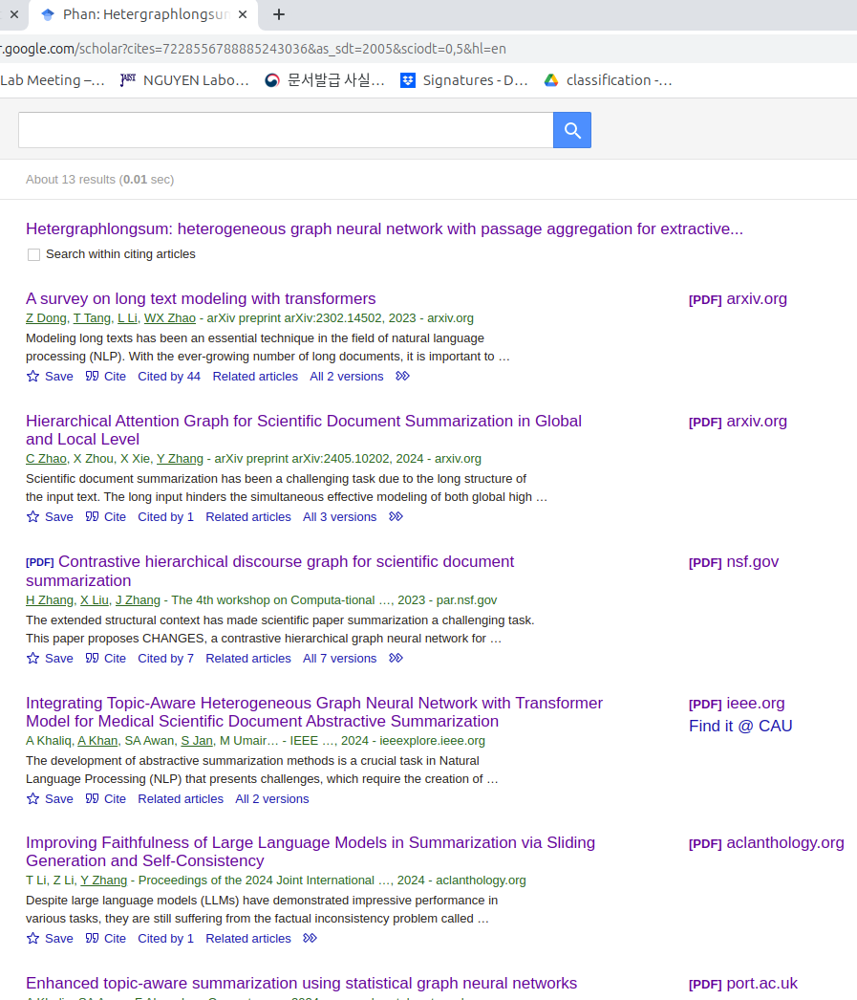 Phan: Hetergraphlongsum
r.google.com/scholar?cites=7228556788885243036&as_sdt=2005&sciodt=0,5&hl=en
Lab Meeting –… NGUYEN Labo… 문서발급 사실… Signatures - D… classification -…
About 13 results (0.01 sec)
Hetergraphlongsum: heterogeneous graph neural network with passage aggregation for extractive...
Search within citing articles
A survey on long text modeling with transformers [PDF] arxiv.org
Z Dong, T Tang, L Li, WX Zhao - arXiv preprint arXiv:2302.14502, 2023 - arxiv.org
Modeling long texts has been an essential technique in the field of natural language
processing (NLP). With the ever-growing number of long documents, it is important to …
Save Cite Cited by 44 Related articles All 2 versions
Hierarchical Attention Graph for Scientific Document Summarization in Global [PDF] arxiv.org
and Local Level
C Zhao, X Zhou, X Xie, Y Zhang - arXiv preprint arXiv:2405.10202, 2024 - arxiv.org
Scientific document summarization has been a challenging task due to the long structure of
the input text. The long input hinders the simultaneous effective modeling of both global high …
Save Cite Cited by 1 Related articles All 3 versions
[PDF] Contrastive hierarchical discourse graph for scientific document [PDF] nsf.gov
summarization
H Zhang, X Liu, J Zhang - The 4th workshop on Computa-tional …, 2023 - par.nsf.gov
The extended structural context has made scientific paper summarization a challenging task.
This paper proposes CHANGES, a contrastive hierarchical graph neural network for …
Save Cite Cited by 7 Related articles All 7 versions
Integrating Topic-Aware Heterogeneous Graph Neural Network with Transformer [PDF] ieee.org
Model for Medical Scientific Document Abstractive Summarization Find it @ CAU
A Khaliq, A Khan, SA Awan, S Jan, M Umair… - IEEE …, 2024 - ieeexplore.ieee.org
The development of abstractive summarization methods is a crucial task in Natural
Language Processing (NLP) that presents challenges, which require the creation of …
Save Cite Related articles All 2 versions
Improving Faithfulness of Large Language Models in Summarization via Sliding [PDF] aclanthology.org
Generation and Self-Consistency
T Li, Z Li, Y Zhang - Proceedings of the 2024 Joint International …, 2024 - aclanthology.org
Despite large language models (LLMs) have demonstrated impressive performance in
various tasks, they are still suffering from the factual inconsistency problem called …
Save Cite Cited by 1 Related articles
Enhanced topic-aware summarization using statistical graph neural networks [PDF] port.ac.uk